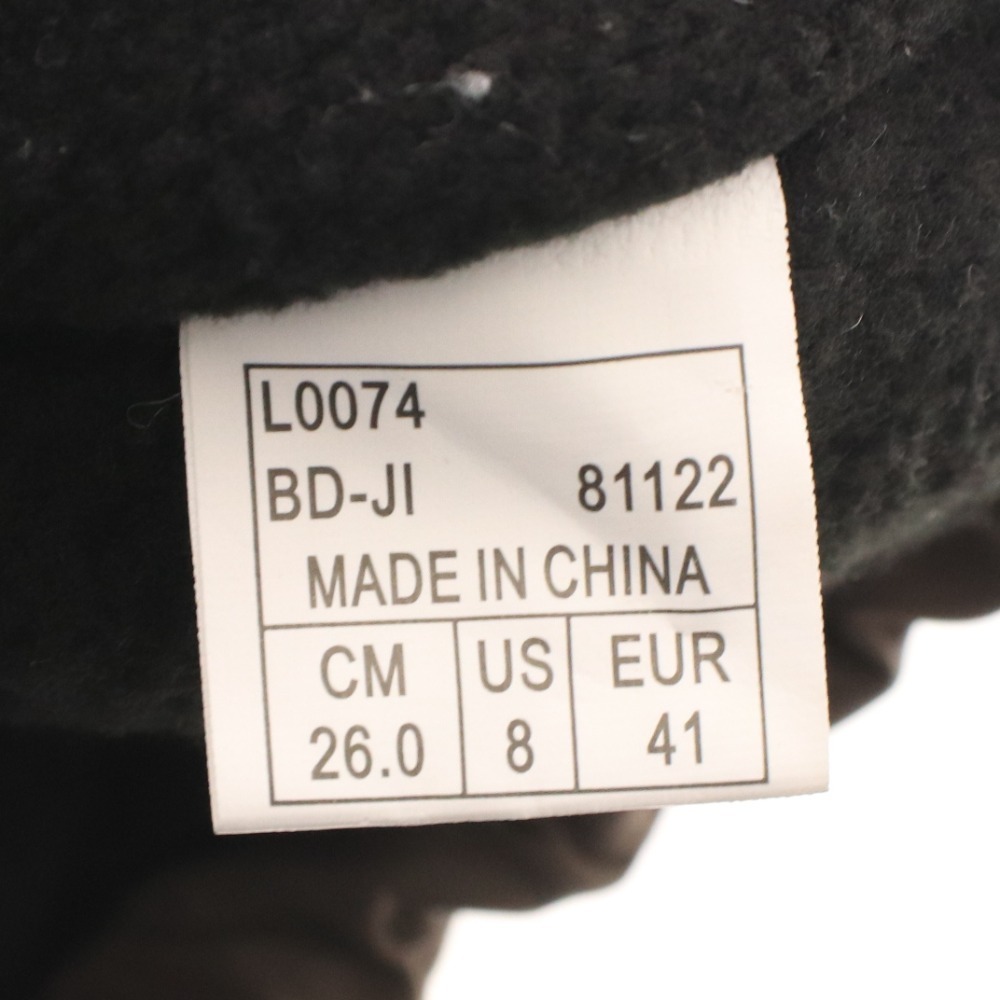 L0074
BD-JI 81122
MADE IN CHINA
CM US EUR
26.0 8 41